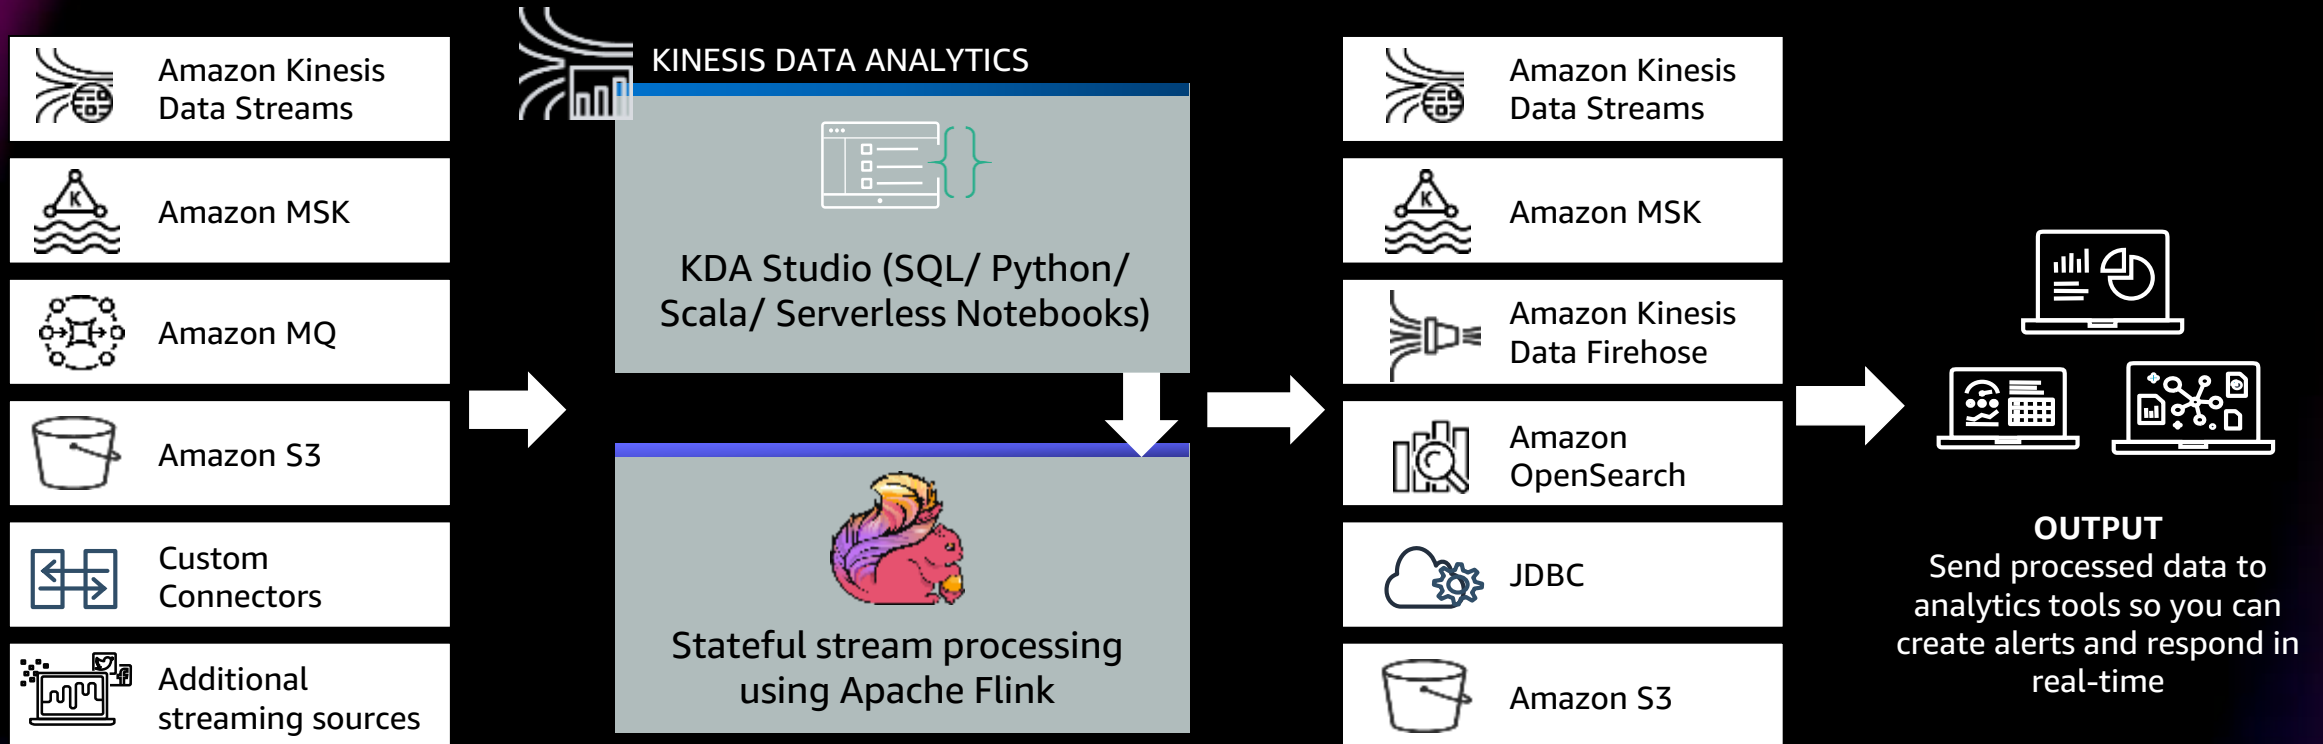 Amazon Kinesis
Data Streams
Amazon MSK
Amazon MQ
Amazon S3
Custom
Connectors
Additional
streaming sources
KINESIS DATA ANALYTICS
KDA Studio (SQL/ Python/
Scala/ Serverless Notebooks)
Stateful stream processing
using Apache Flink
Amazon Kinesis
Data Streams
K
Amazon MSK
Amazon Kinesis
Data Firehose
Amazon
OpenSearch
JDBC
Amazon S3
OUTPUT
Send processed data to
analytics tools so you can
create alerts and respond in
real-time